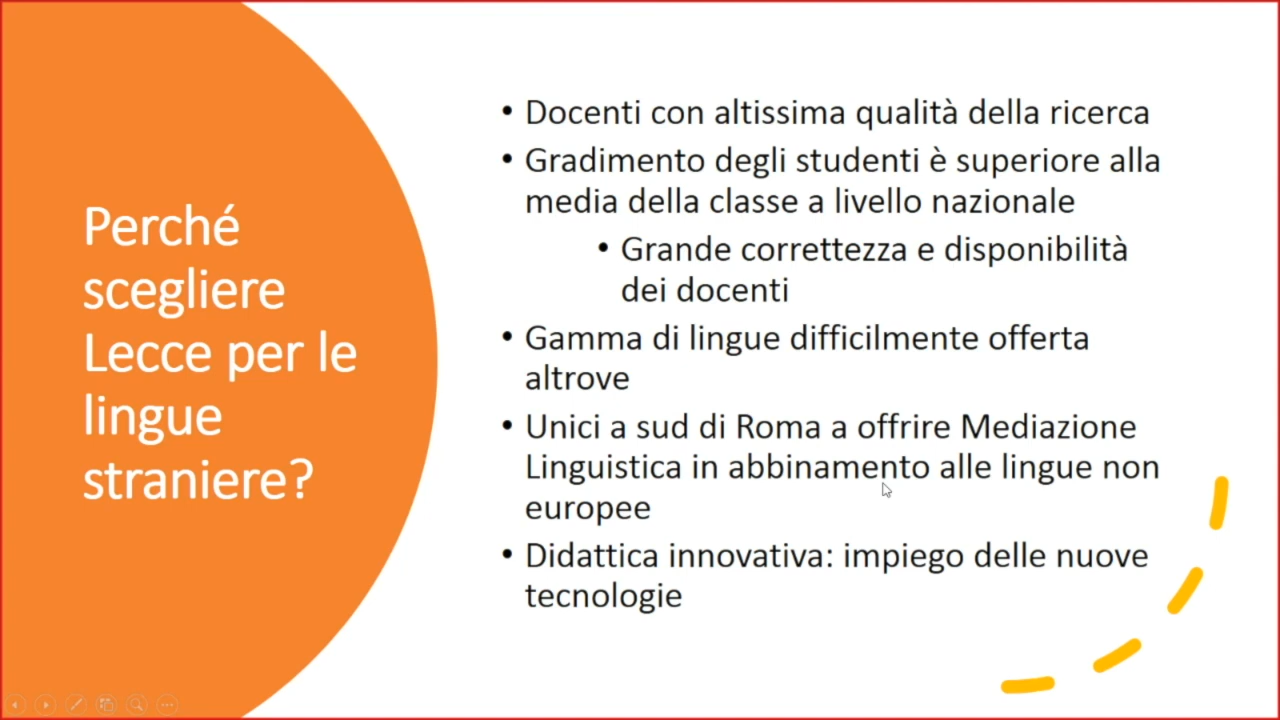 Perché
scegliere
Lecce per le
lingue
straniere?
• Docenti con altissima qualità della ricerca
• Gradimento degli studenti è superiore alla
media della classe a livello nazionale
• Grande correttezza e disponibilità
dei docenti
• Gamma di lingue difficilmente offerta
altrove
• Unici a sud di Roma a offrire Mediazione
Linguistica in abbinamento alle lingue non
europee
• Didattica innovativa: impiego delle nuove
tecnologie